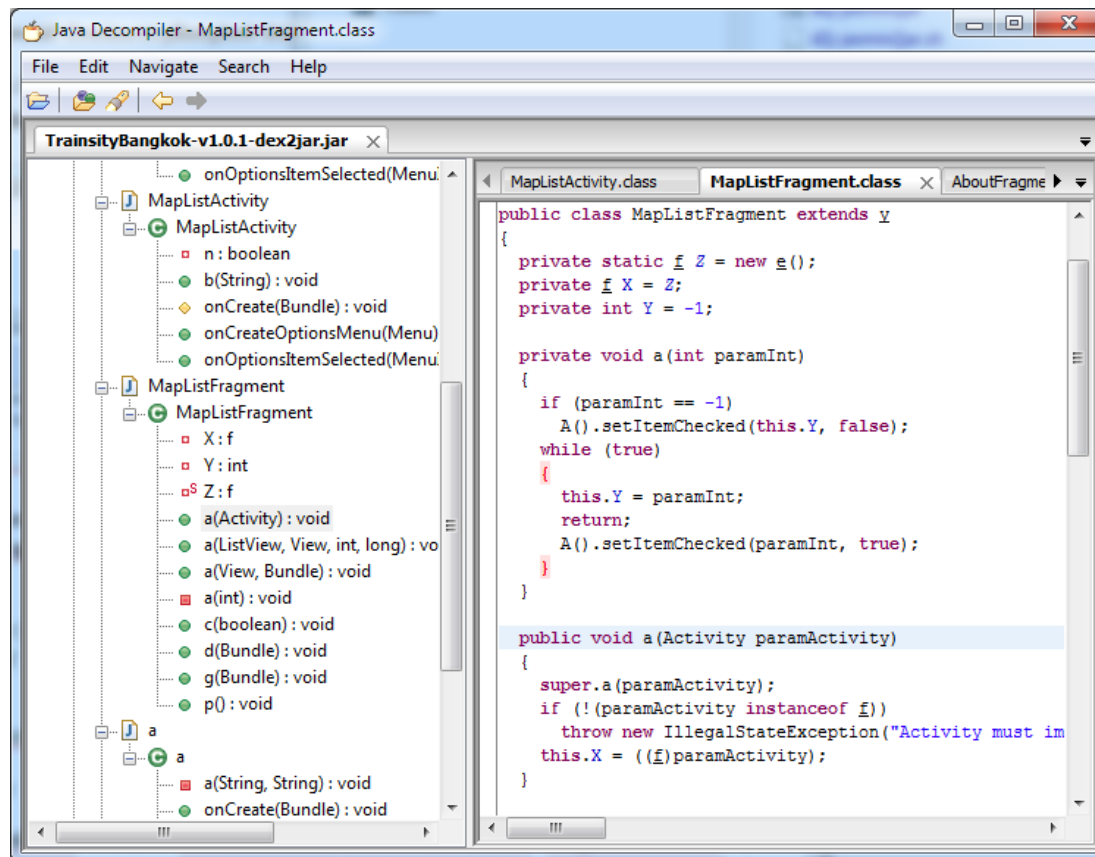 Java Decompiler - MapListFragment.class
File Edit Navigate Search Help
TrainsityBangkok-v1.0.1-dex2jar.jar
onOptionsItemSelected(Menu
J MapListActivity
C MapListActivity
n : boolean
b(String) : void
onCreate(Bundle) : void
onCreateOptionsMenu(Menu)
onOptionsItemSelected(Menu
J MapListFragment
C MapListFragment
X : f
Y : int
S Z : f
a(Activity) : void
a(ListView, View, int, long) : vo
a(View, Bundle) : void
a(int) : void
c(boolean) : void
d(Bundle) : void
g(Bundle) : void
p() : void
J a
C a
a(String, String) : void
onCreate(Bundle) : void
MapListActivity.class MapListFragment.class AboutFragme
public class MapListFragment extends y
{
private static f Z = new e();
private f X = Z;
private int Y = -1;
private void a(int paramInt)
{
if (paramInt == -1)
A().setItemChecked(this.Y, false);
while (true)
{
this.Y = paramInt;
return;
A().setItemChecked(paramInt, true);
}
}
public void a(Activity paramActivity)
{
super.a(paramActivity);
if (!(paramActivity instanceof f))
throw new IllegalStateException("Activity must im
this.X = ((f)paramActivity);
}